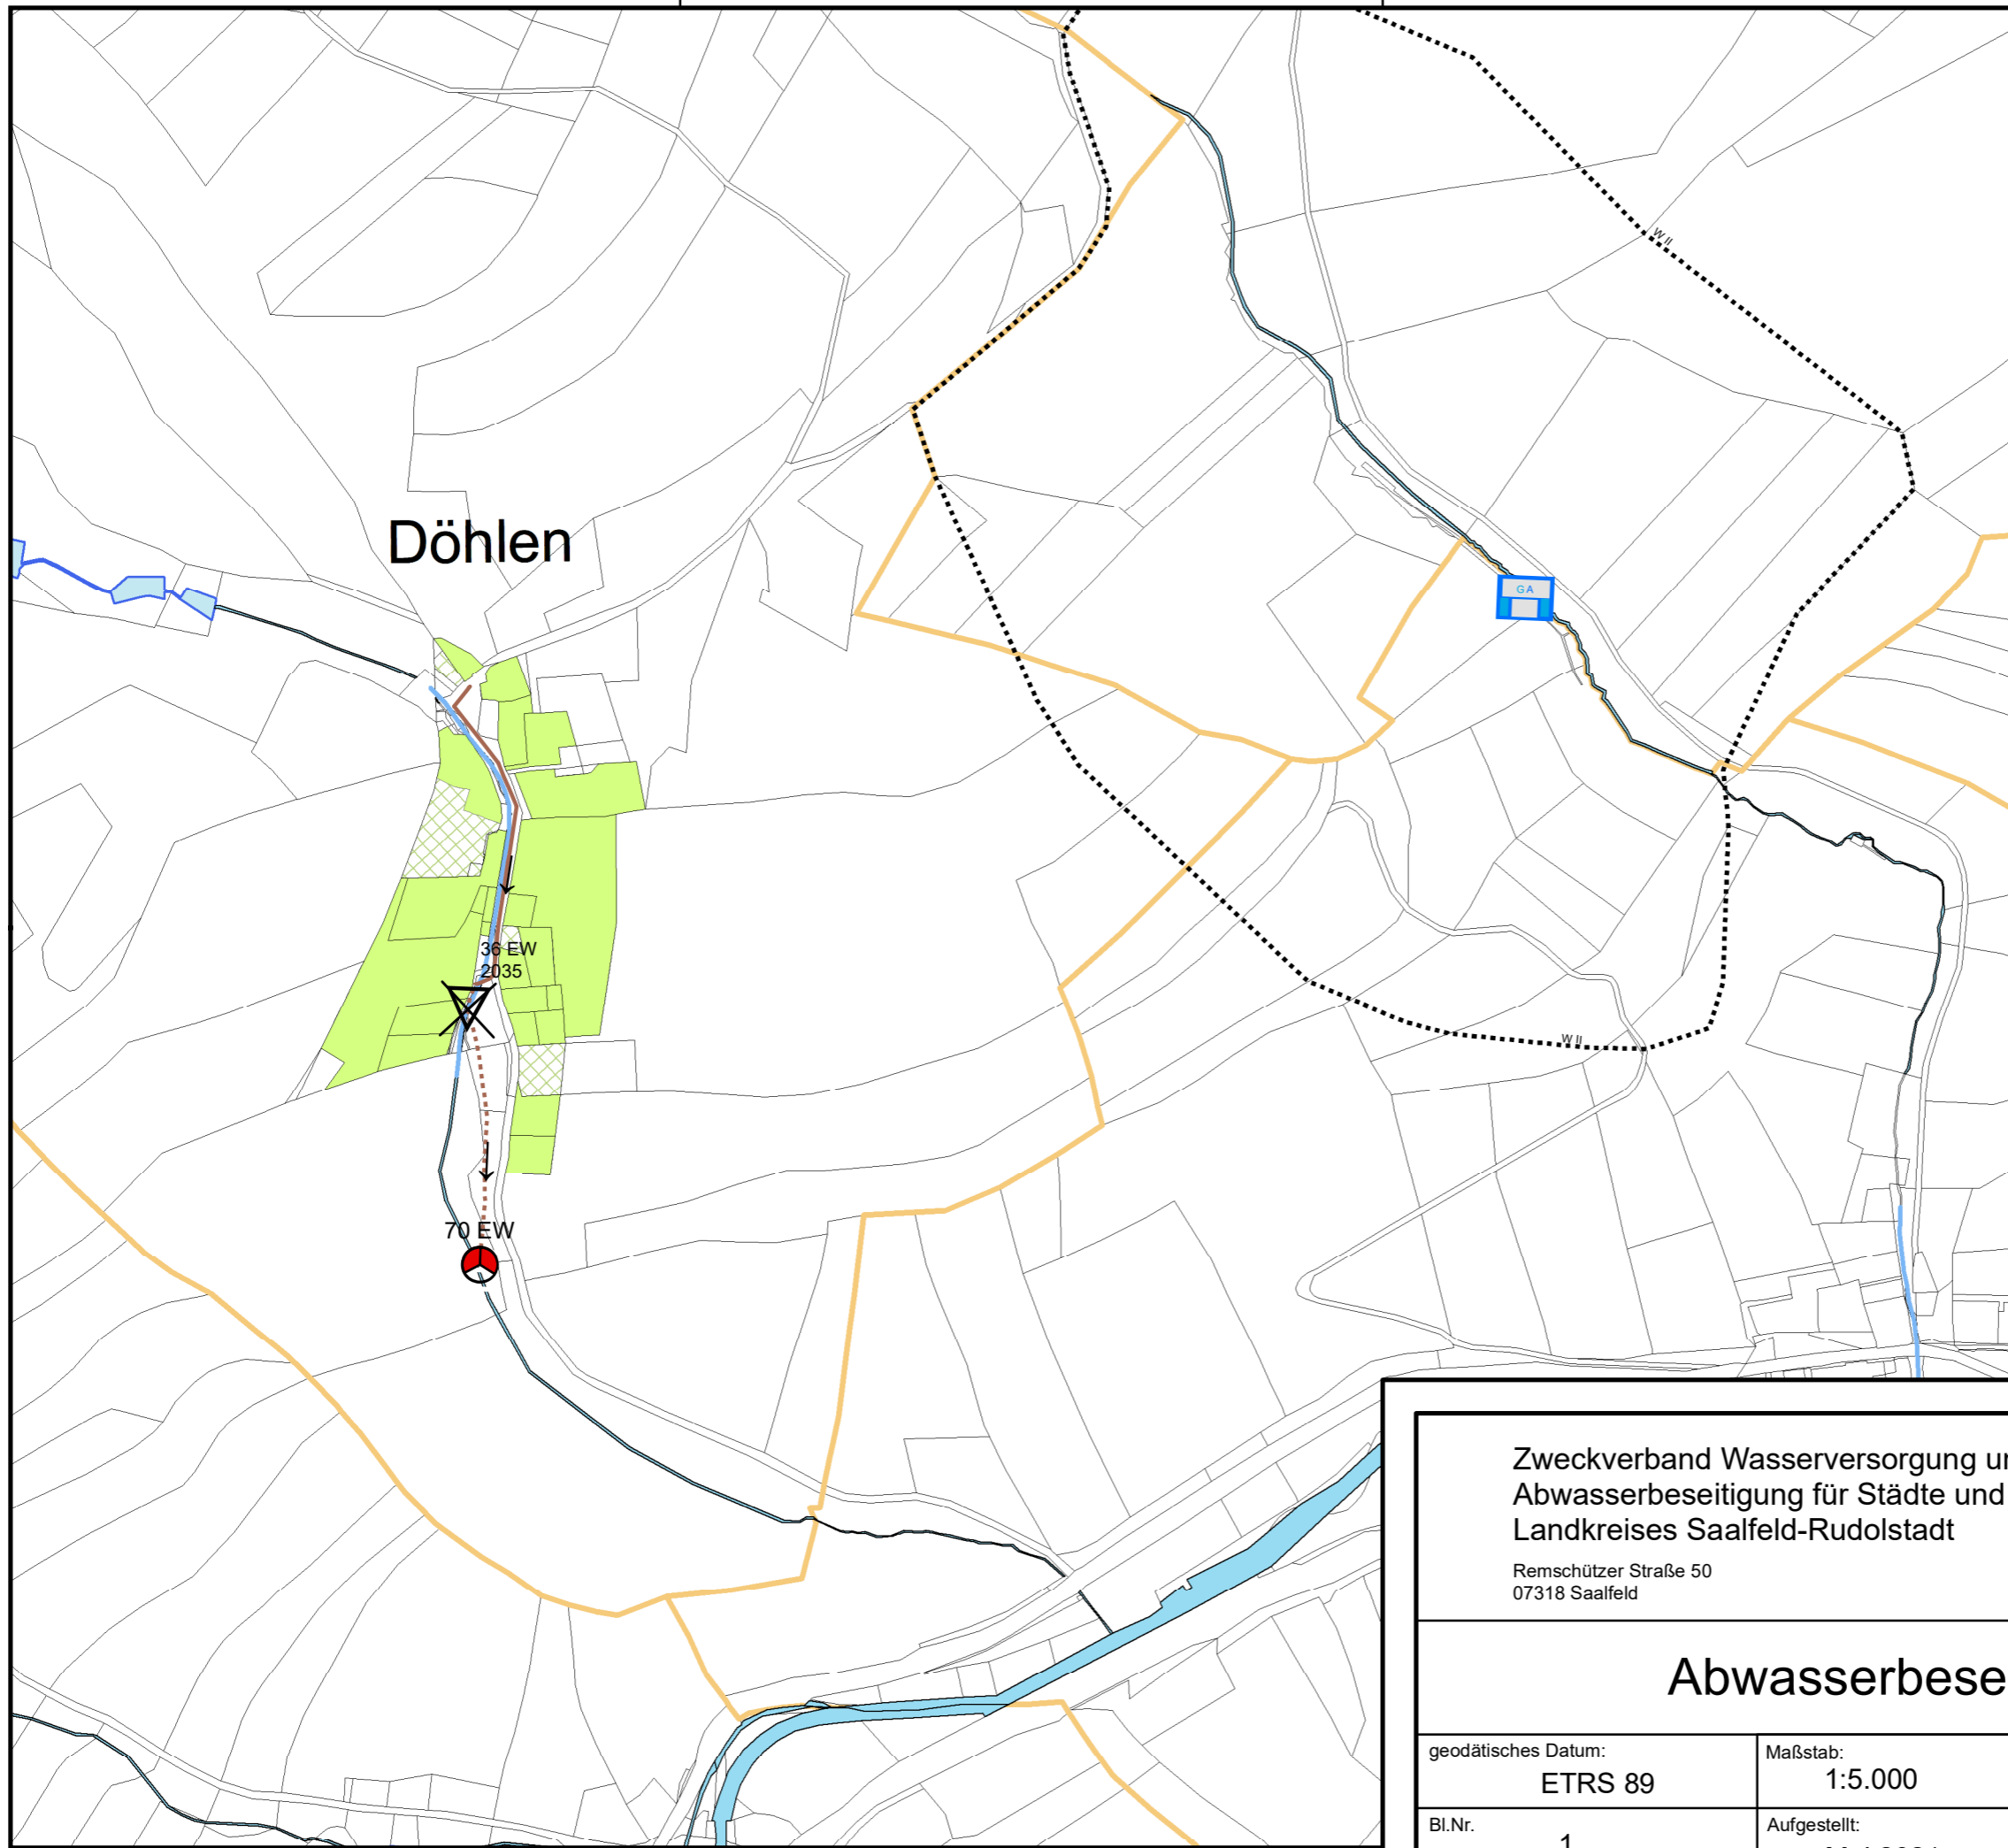 W II
Döhlen
GA
36 EW
2035
W II
70 EW
Zweckverband Wasserversorgung
Abwasserbeseitigung für Städte und
Landkreises Saalfeld-Rudolstadt
Remschützer Straße 50
07318 Saalfeld
Abwasserbese
geodätisches Datum:
ETRS 89
Maßstab:
1:5.000
Bl.Nr.
1
Aufgestellt: